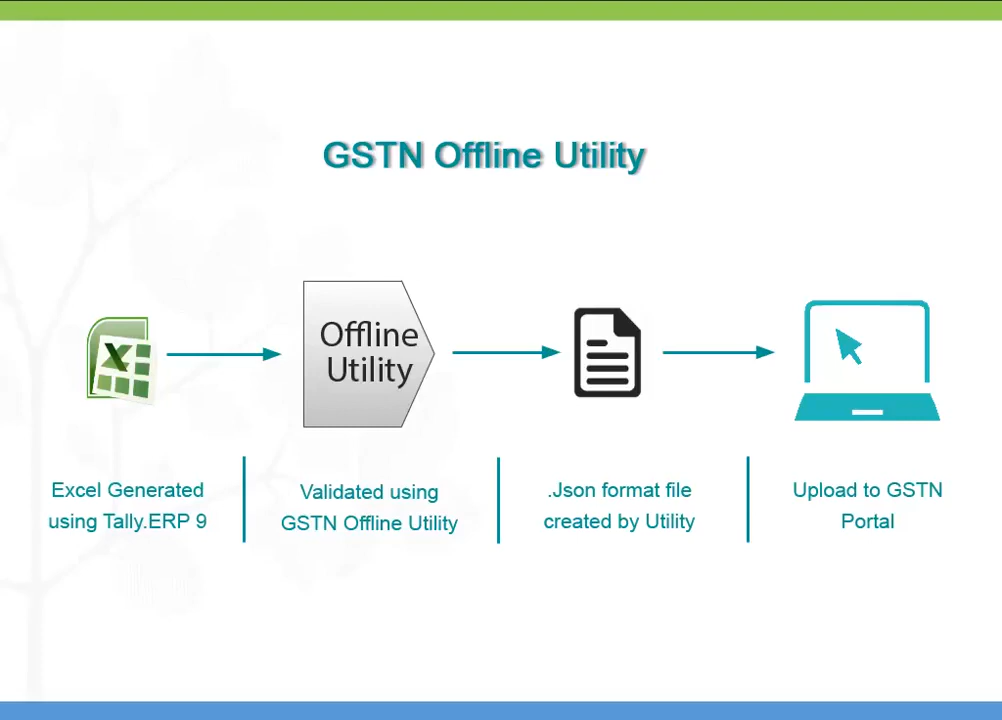 GSTN Offline Utility
Offline
Utility
Excel Generated
using Tally.ERP 9
Validated using
GSTN Offline Utility
.Json format file
created by Utility
Upload to GSTN
Portal